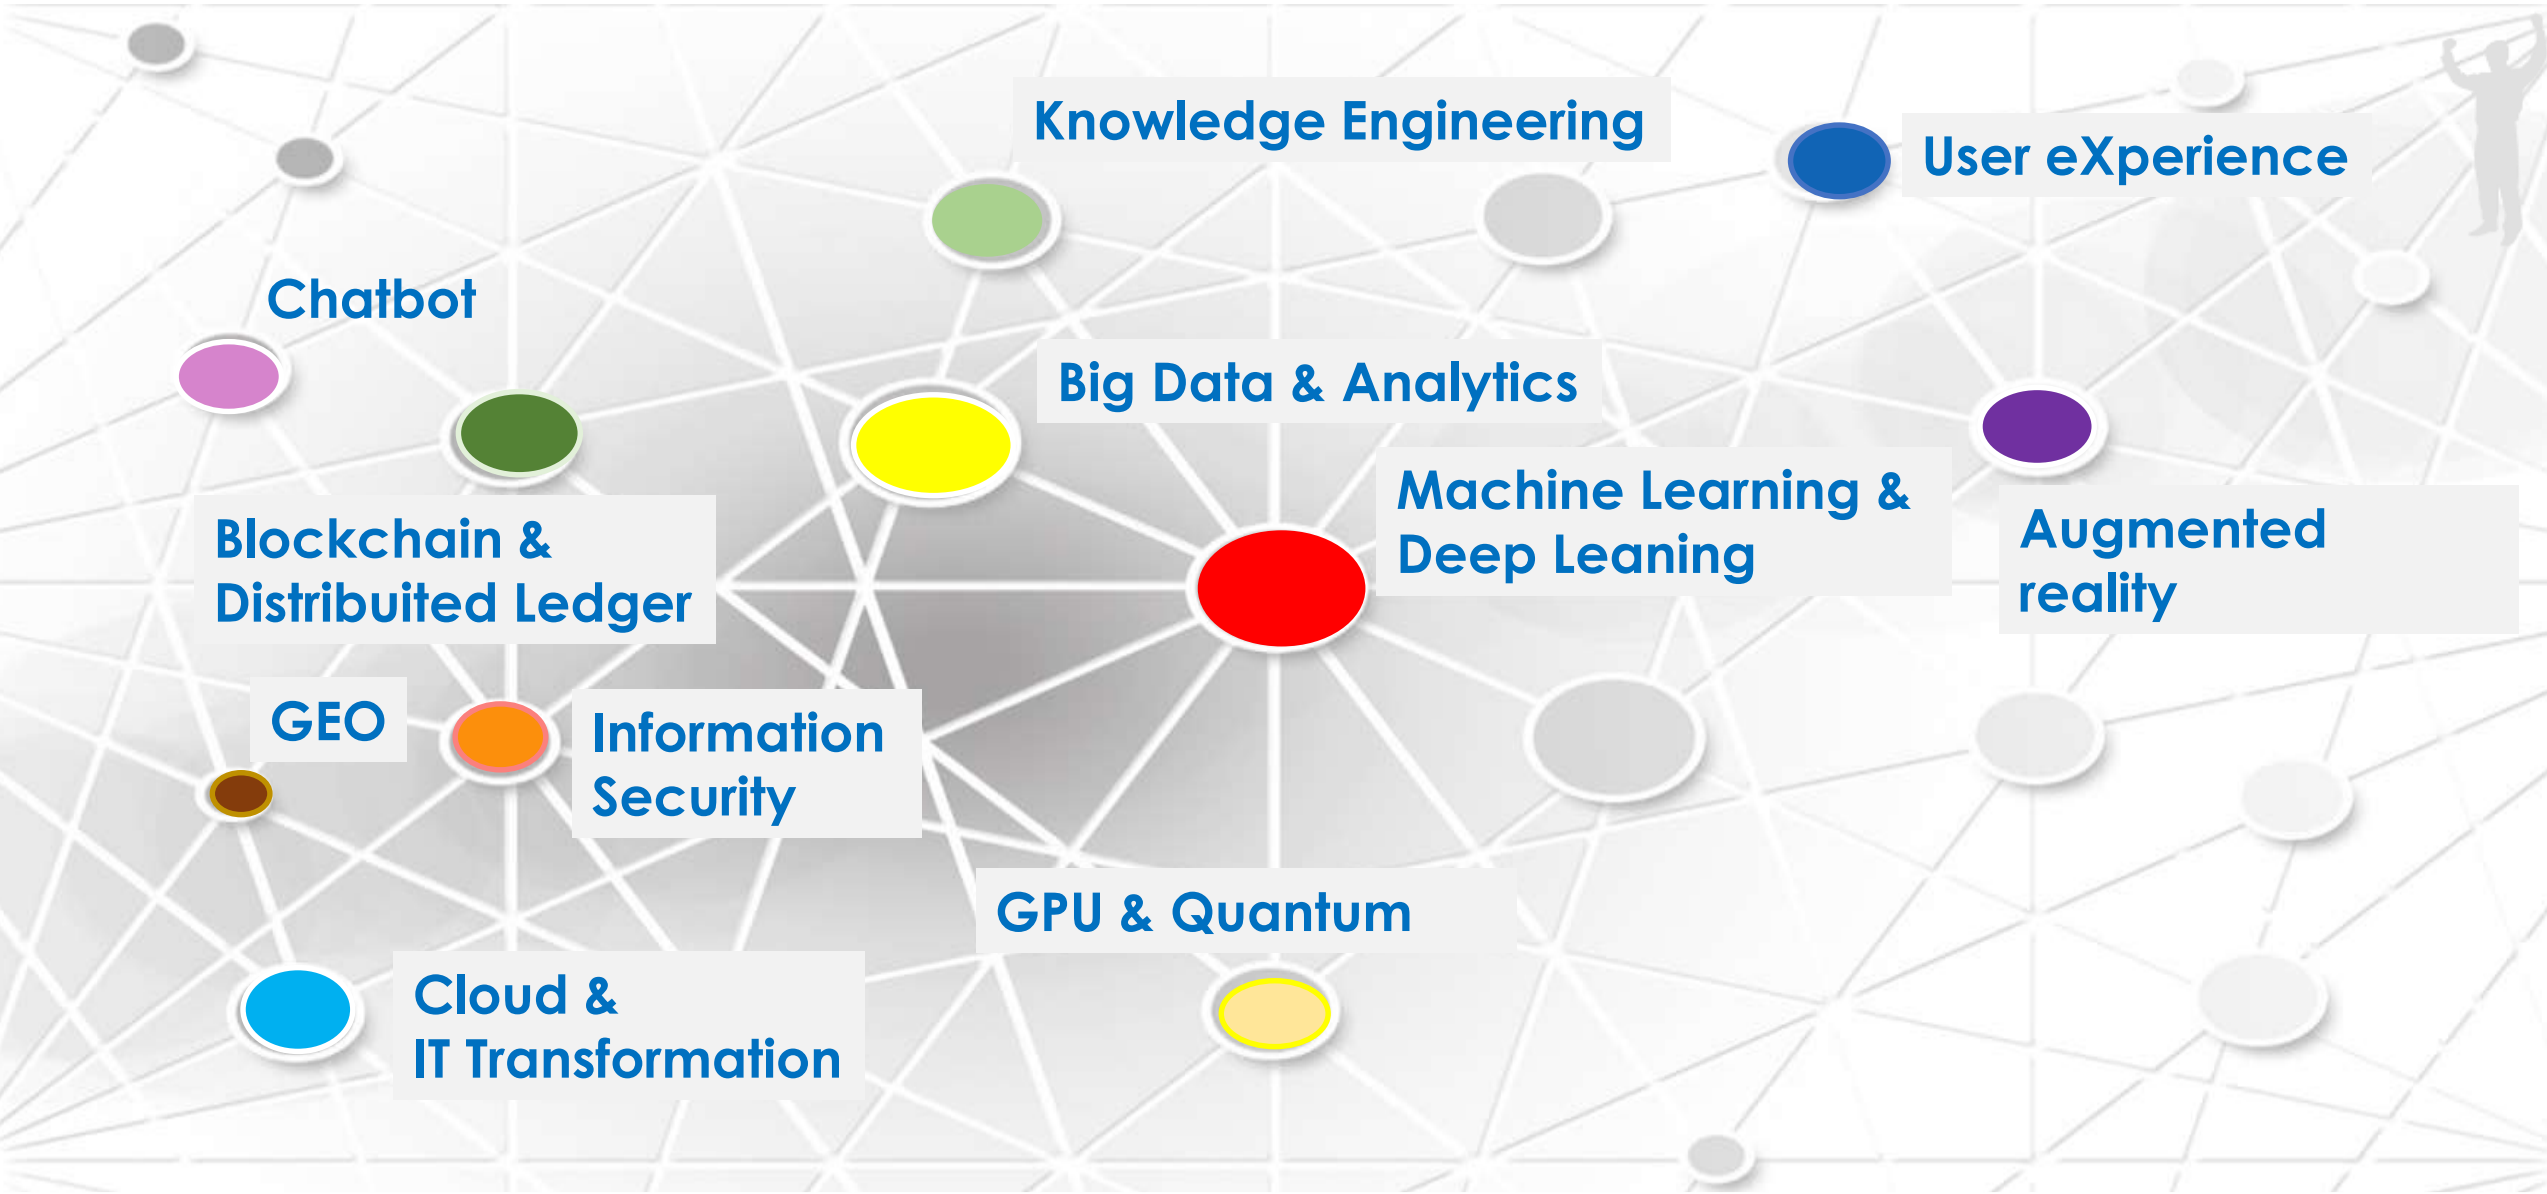 Knowledge Engineering
User eXperience
Chatbot
Big Data & Analytics
Machine Learning &
Deep Leaning
Augmented
reality
Blockchain &
Distribuited Ledger
GEO
Information
Security
GPU & Quantum
Cloud &
IT Transformation